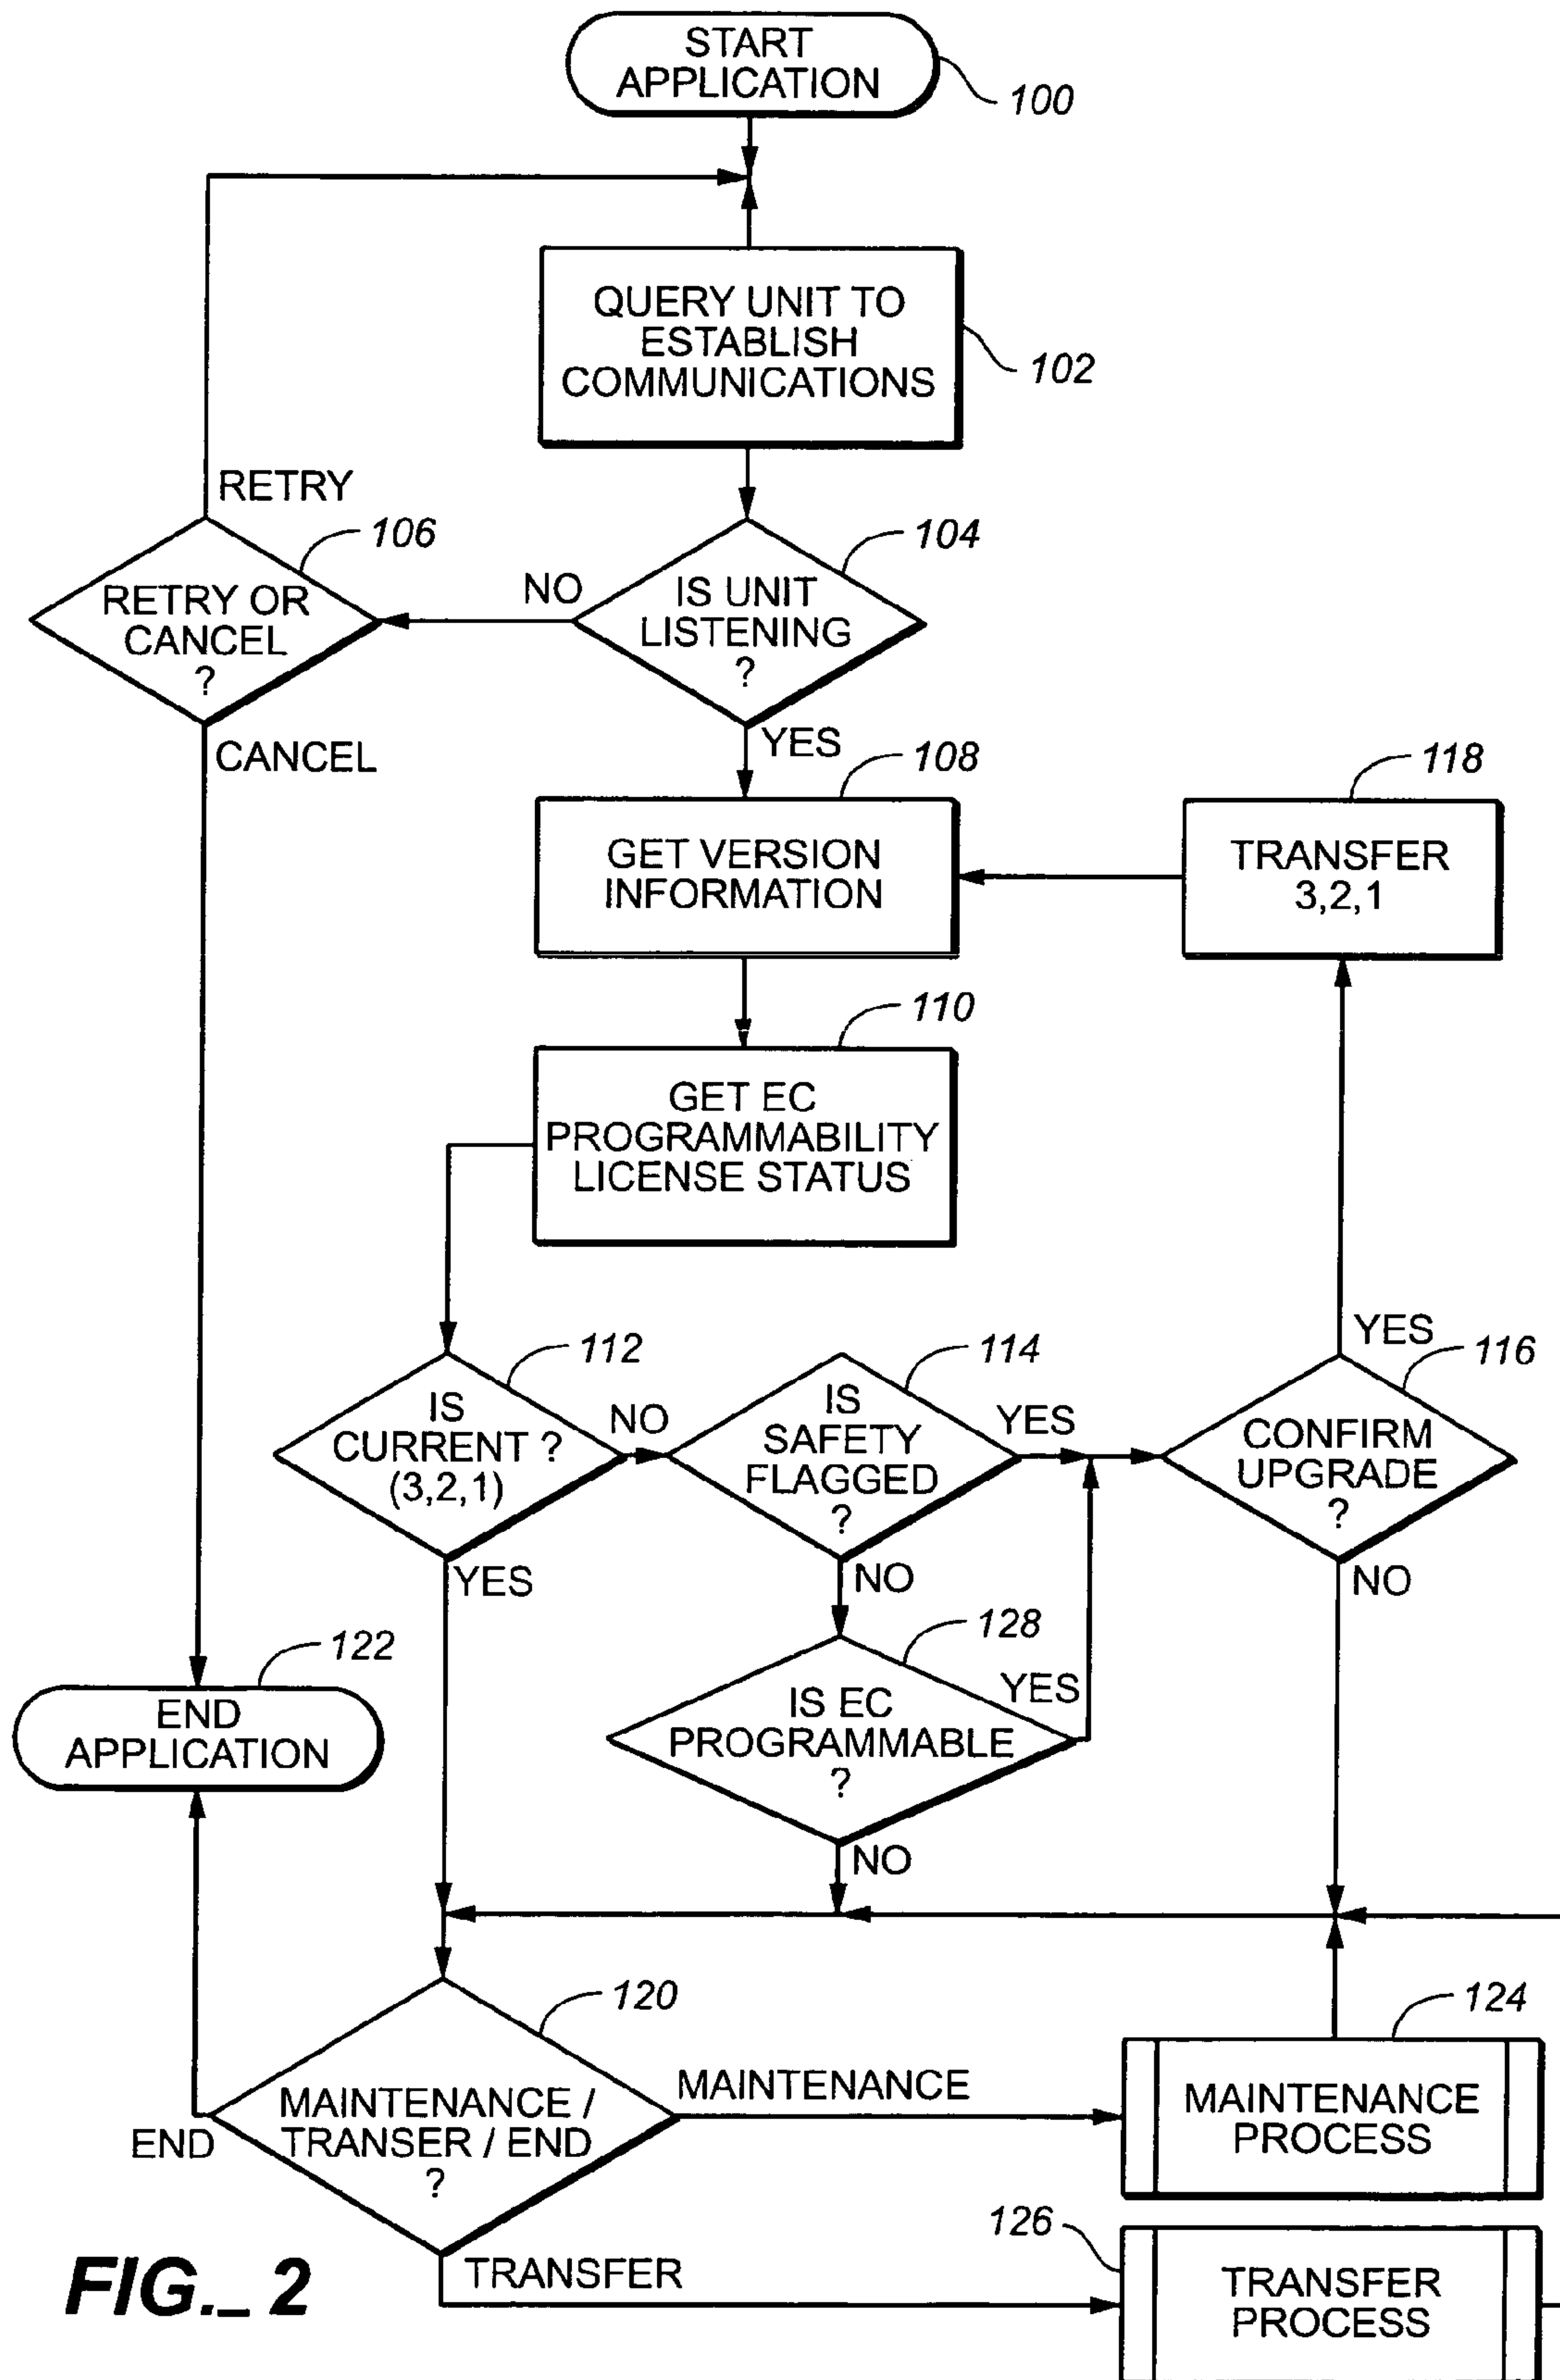 START
APPLICATION
100
QUERY UNIT TO
ESTABLISH
COMMUNICATIONS
102
RETRY
106
RETRY OR
CANCEL
?
CANCEL
NO
104
IS UNIT
LISTENING
?
YES
108
GET VERSION
INFORMATION
118
TRANSFER
3,2,1
110
GET EC
PROGRAMMABILITY
LICENSE STATUS
112
IS
CURRENT ?
(3,2,1)
NO
YES
114
IS
SAFETY
FLAGGED
?
YES
NO
YES
116
CONFIRM
UPGRADE
?
NO
128
IS EC
PROGRAMMABLE
?
YES
NO
122
END
APPLICATION
120
MAINTENANCE /
TRANSER / END
?
END
MAINTENANCE
TRANSFER
124
MAINTENANCE
PROCESS
126
TRANSFER
PROCESS
FIG._ 2